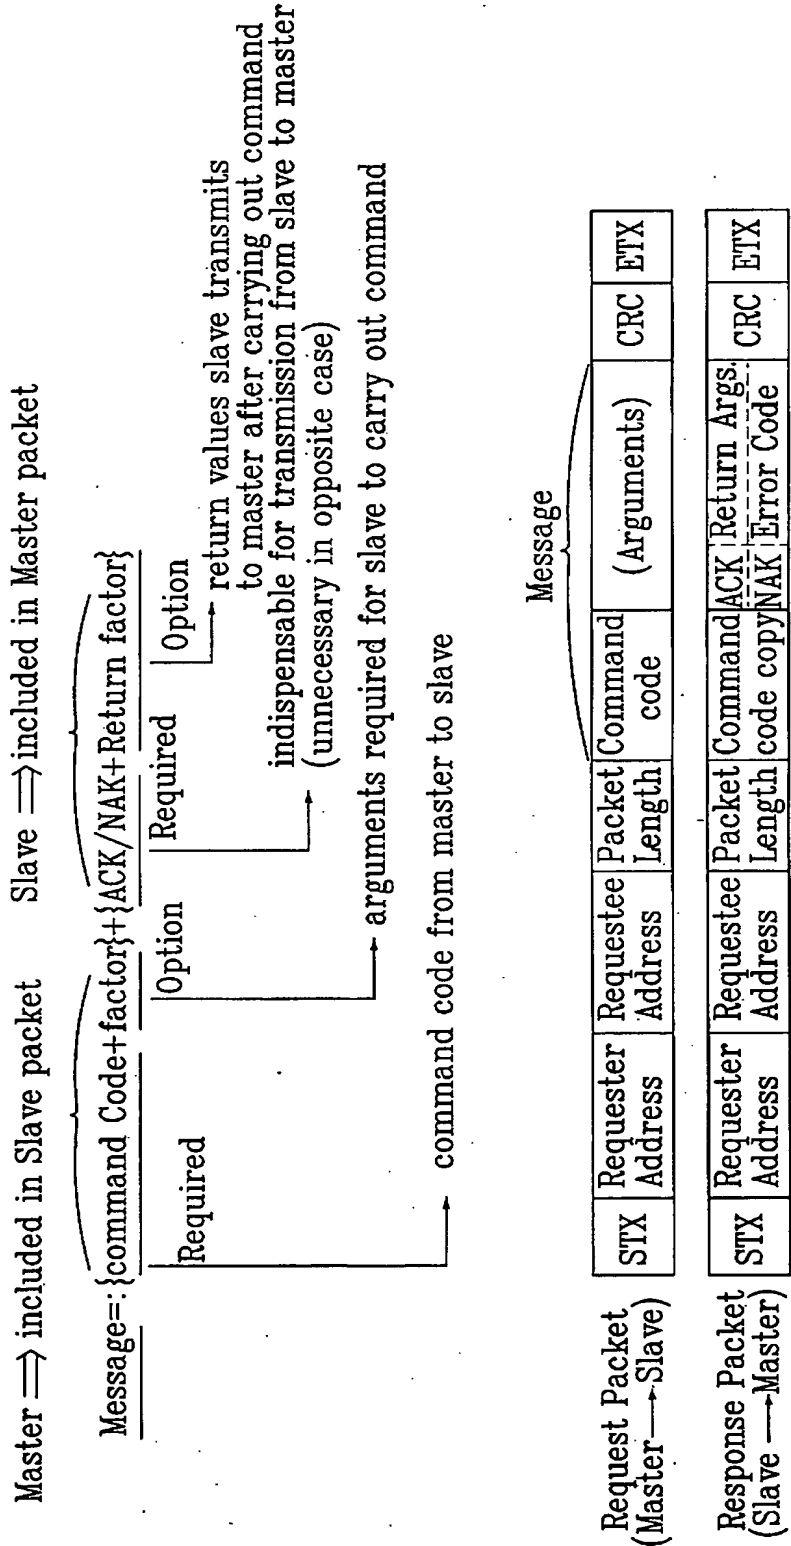 Master ⟹ included in Slave packet
Slave ⟹ included in Master packet
Message=:{command Code+factor}+{ACK/NAK+Return factor}
Required
Option
Required
Option
return values slave transmits
to master after carrying out command
indispensable for transmission from slave to master
(unnecessary in opposite case)
arguments required for slave to carry out command
command code from master to slave
Message
Request Packet
(Master → Slave)
STX
Requester
Address
Requestee
Address
Packet
Length
Command
code
(Arguments)
CRC
ETX
Response Packet
(Slave → Master)
STX
Requester
Address
Requestee
Address
Packet
Length
Command
code copy
ACK
Return Args.
NAK
Error Code
CRC
ETX